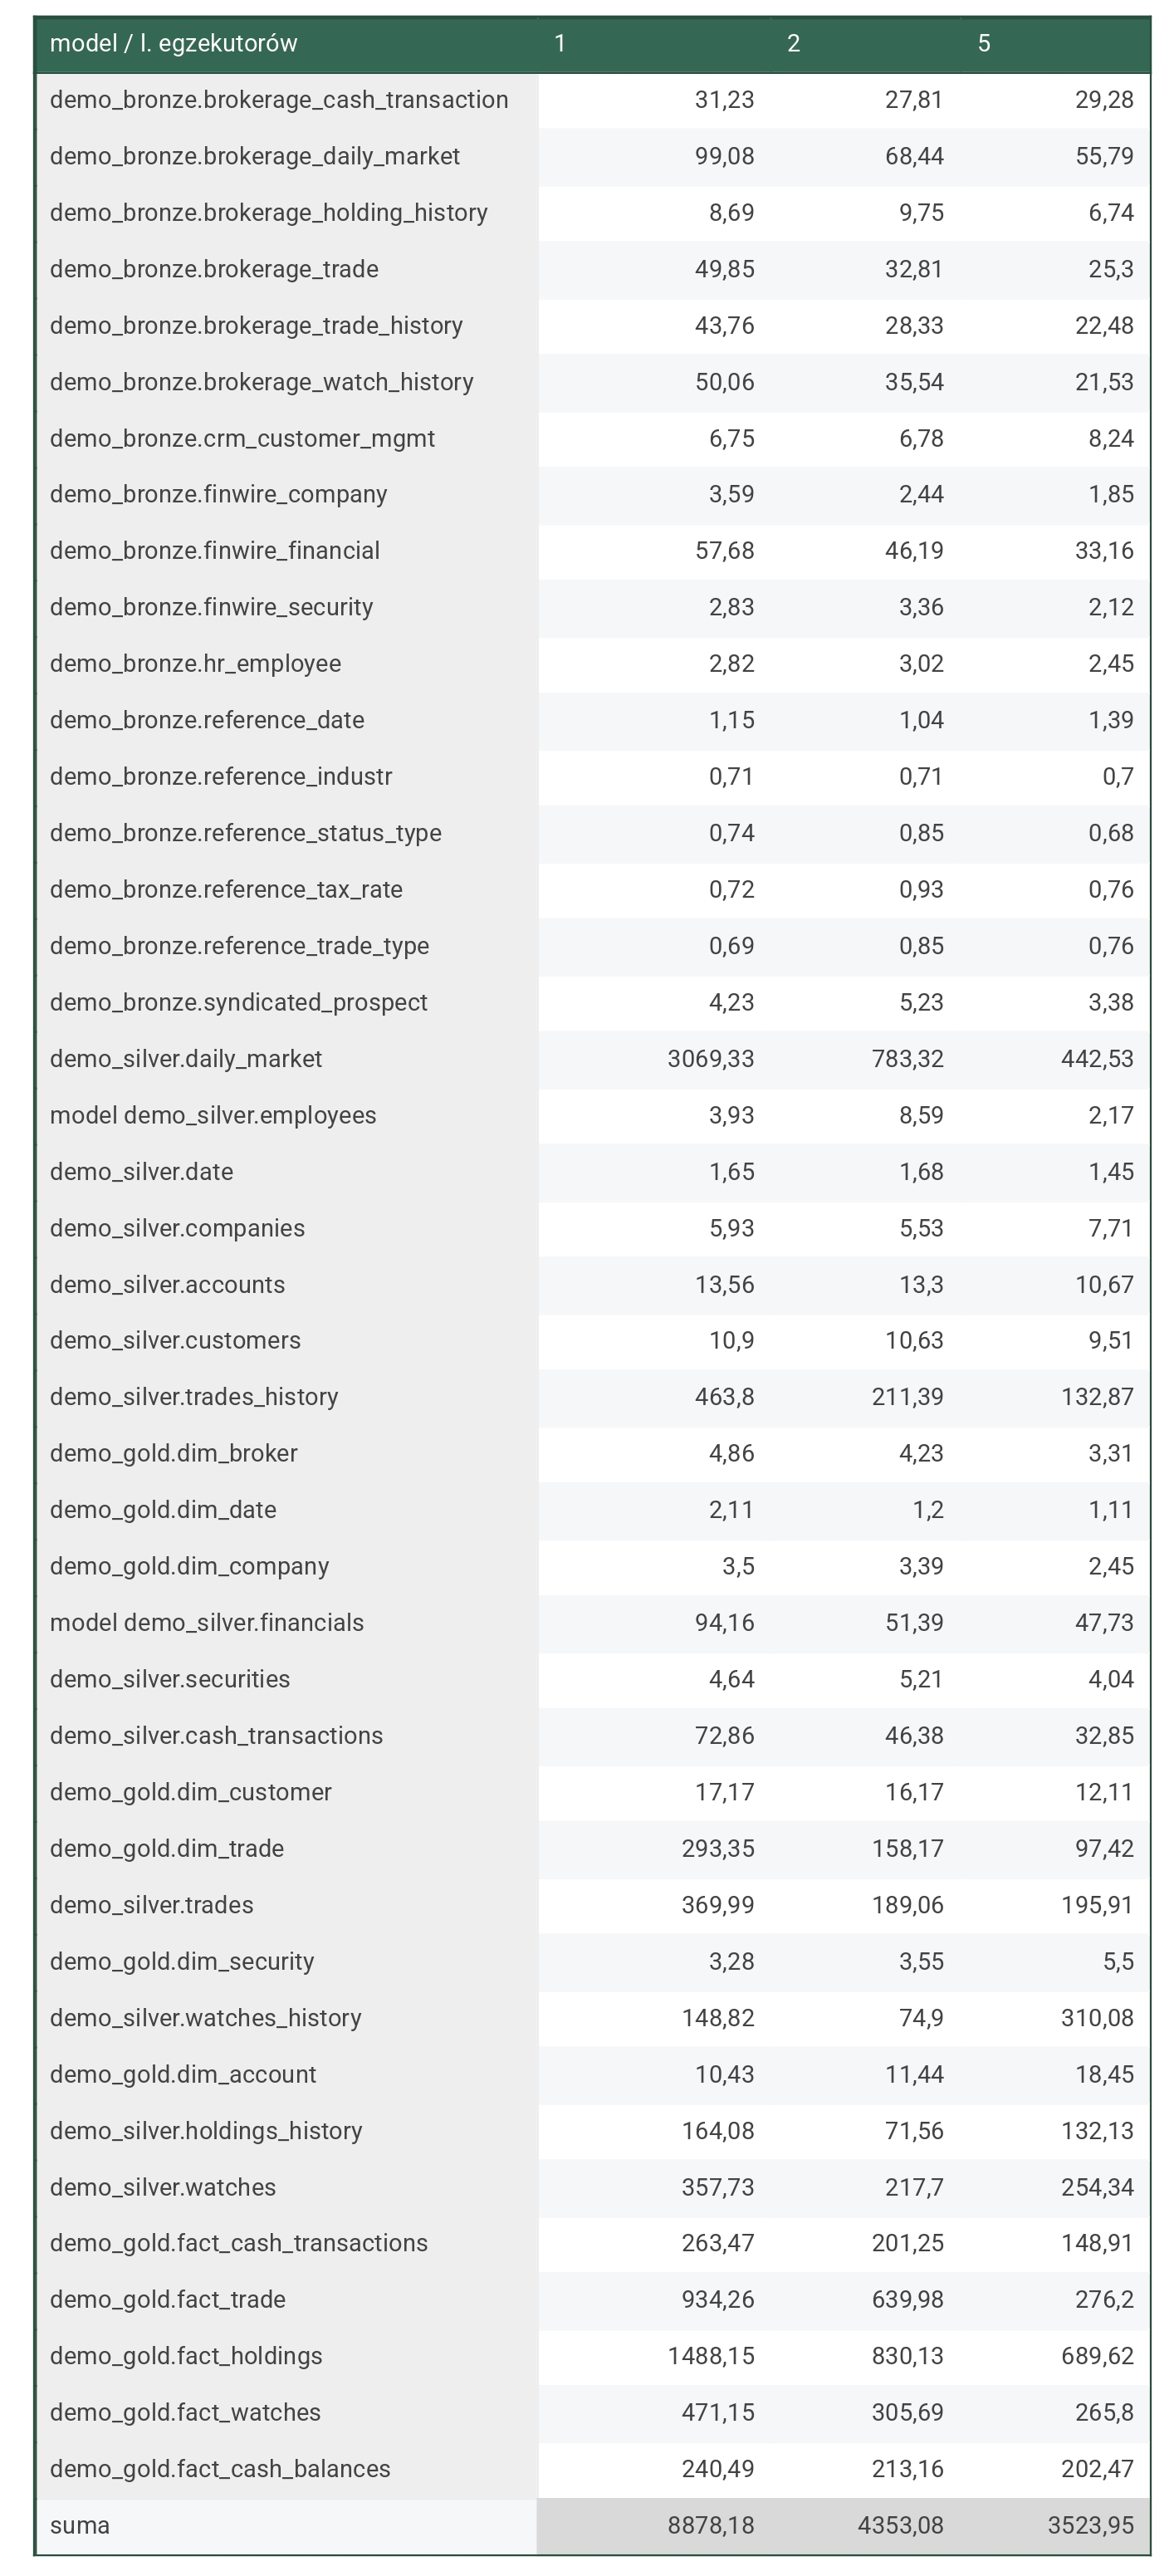 model / l. egzekutorów 1 2 5
demo_bronze.brokerage_cash_transaction 31,23 27,81 29,28
demo_bronze.brokerage_daily_market 99,08 68,44 55,79
demo_bronze.brokerage_holding_history 8,69 9,75 6,74
demo_bronze.brokerage_trade 49,85 32,81 25,3
demo_bronze.brokerage_trade_history 43,76 28,33 22,48
demo_bronze.brokerage_watch_history 50,06 35,54 21,53
demo_bronze.crm_customer_mgmt 6,75 6,78 8,24
demo_bronze.finwire_company 3,59 2,44 1,85
demo_bronze.finwire_financial 57,68 46,19 33,16
demo_bronze.finwire_security 2,83 3,36 2,12
demo_bronze.hr_employee 2,82 3,02 2,45
demo_bronze.reference_date 1,15 1,04 1,39
demo_bronze.reference_industr 0,71 0,71 0,7
demo_bronze.reference_status_type 0,74 0,85 0,68
demo_bronze.reference_tax_rate 0,72 0,93 0,76
demo_bronze.reference_trade_type 0,69 0,85 0,76
demo_bronze.syndicated_prospect 4,23 5,23 3,38
demo_silver.daily_market 3069,33 783,32 442,53
model demo_silver.employees 3,93 8,59 2,17
demo_silver.date 1,65 1,68 1,45
demo_silver.companies 5,93 5,53 7,71
demo_silver.accounts 13,56 13,3 10,67
demo_silver.customers 10,9 10,63 9,51
demo_silver.trades_history 463,8 211,39 132,87
demo_gold.dim_broker 4,86 4,23 3,31
demo_gold.dim_date 2,11 1,2 1,11
demo_gold.dim_company 3,5 3,39 2,45
model demo_silver.financials 94,16 51,39 47,73
demo_silver.securities 4,64 5,21 4,04
demo_silver.cash_transactions 72,86 46,38 32,85
demo_gold.dim_customer 17,17 16,17 12,11
demo_gold.dim_trade 293,35 158,17 97,42
demo_silver.trades 369,99 189,06 195,91
demo_gold.dim_security 3,28 3,55 5,5
demo_silver.watches_history 148,82 74,9 310,08
demo_gold.dim_account 10,43 11,44 18,45
demo_silver.holdings_history 164,08 71,56 132,13
demo_silver.watches 357,73 217,7 254,34
demo_gold.fact_cash_transactions 263,47 201,25 148,91
demo_gold.fact_trade 934,26 639,98 276,2
demo_gold.fact_holdings 1488,15 830,13 689,62
demo_gold.fact_watches 471,15 305,69 265,8
demo_gold.fact_cash_balances 240,49 213,16 202,47
suma 8878,18 4353,08 3523,95